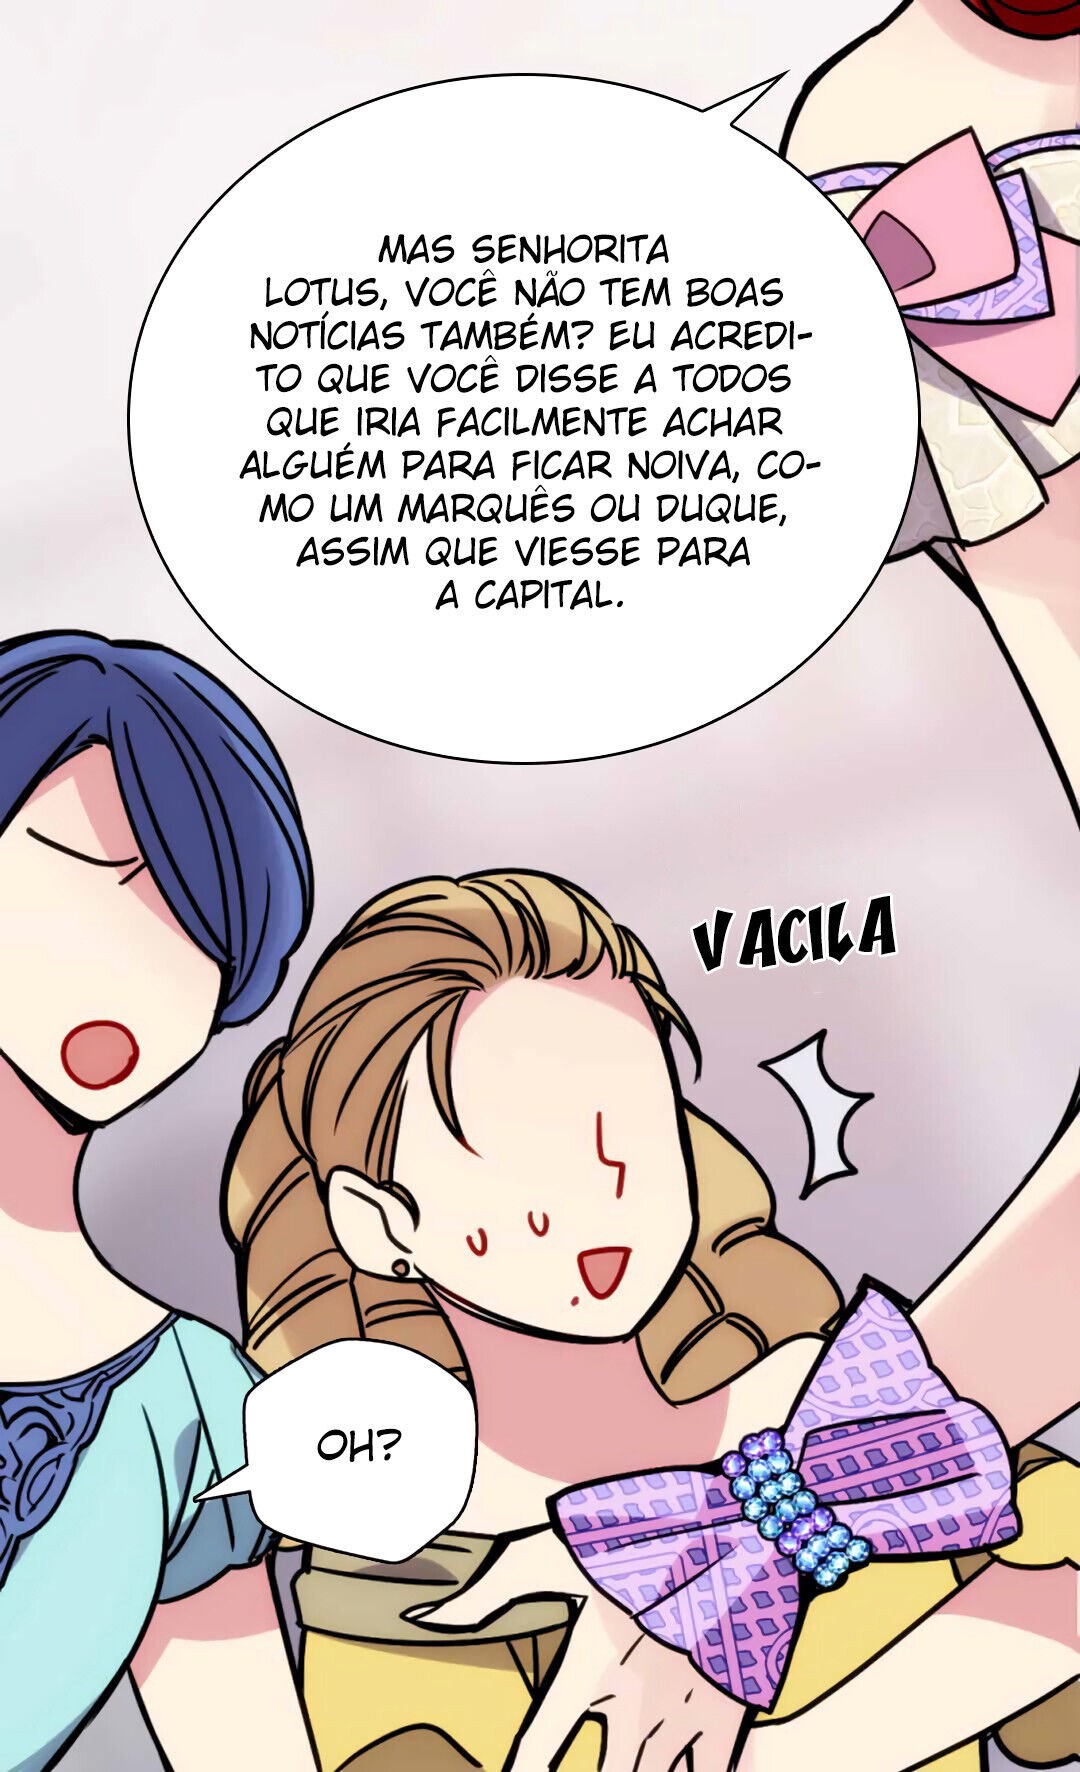 MAS SENHORITA
LOTUS, VOCÊ NÃO TEM BOAS
NOTÍCIAS TAMBÉM? EU ACREDI-
TO QUE VOCÊ DISSE A TODOS
QUE IRIA FACILMENTE ACHAR
ALGUÉM PARA FICAR NOIVA, CO-
MO UM MARQUÊS OU DUQUE,
ASSIM QUE VIESSE PARA
A CAPITAL.
VACILA
OH?